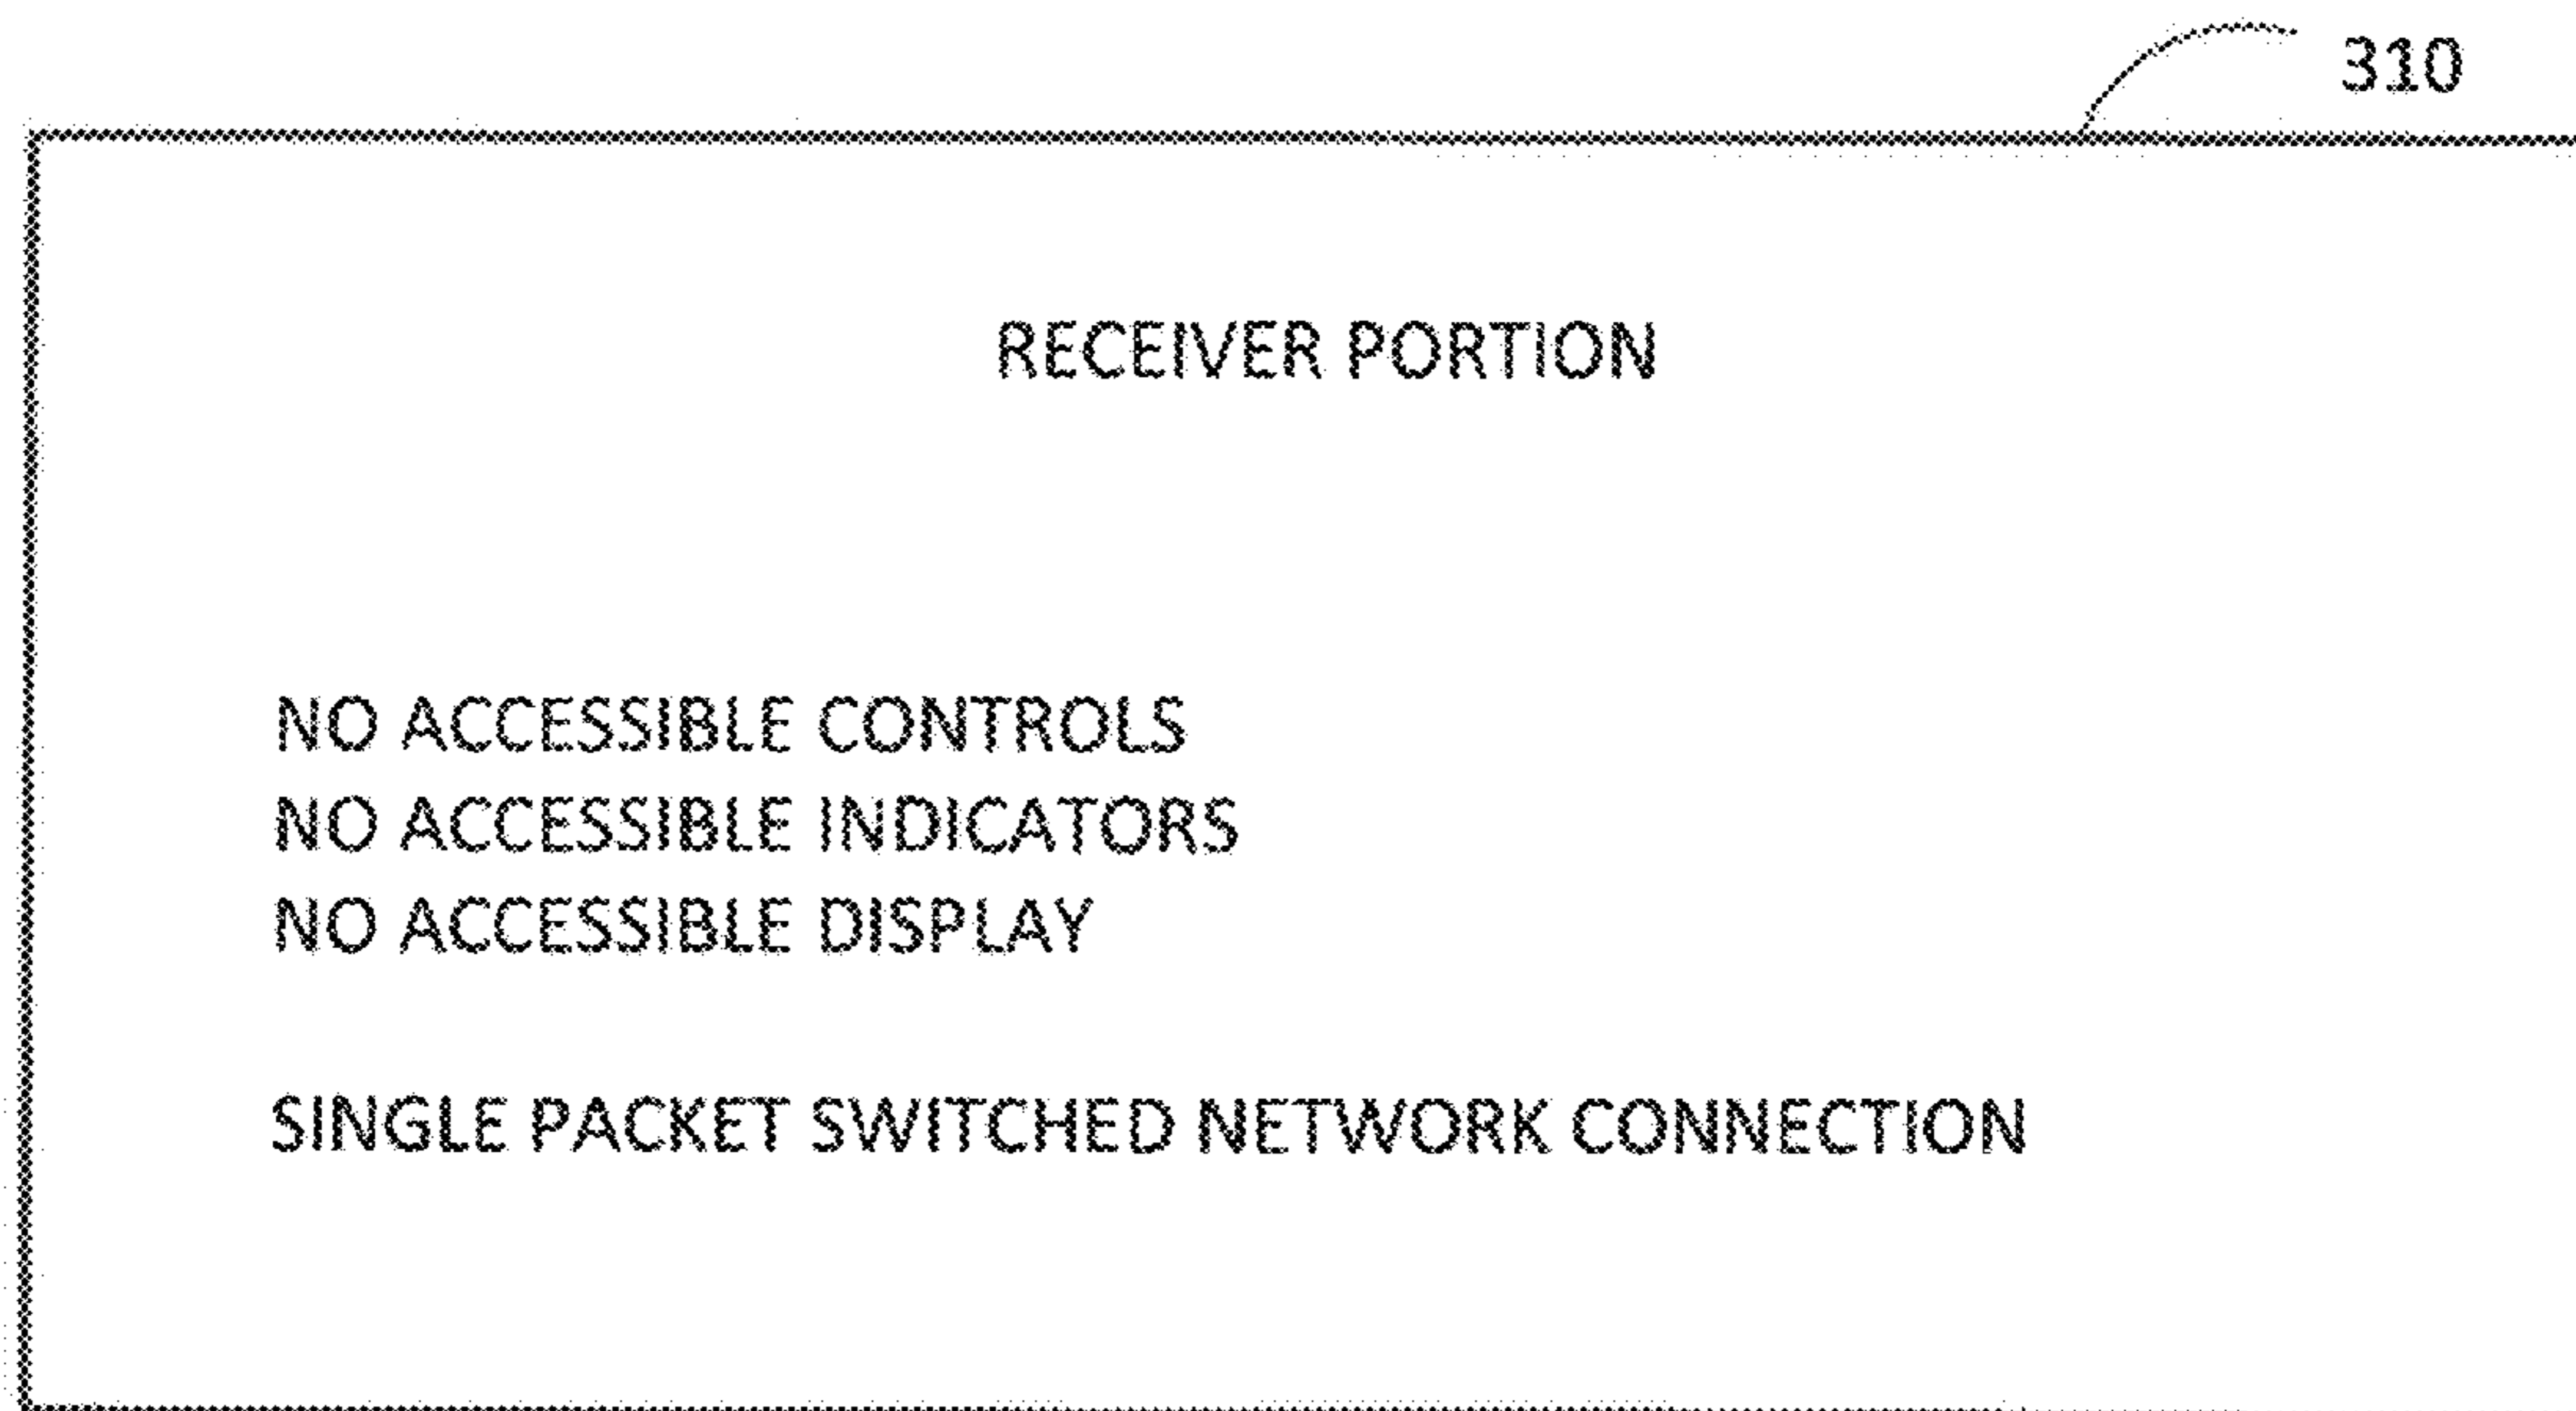 310
RECEIVER PORTION
NO ACCESSIBLE CONTROLS
NO ACCESSIBLE INDICATORS
NO ACCESSIBLE DISPLAY
SINGLE PACKET SWITCHED NETWORK CONNECTION